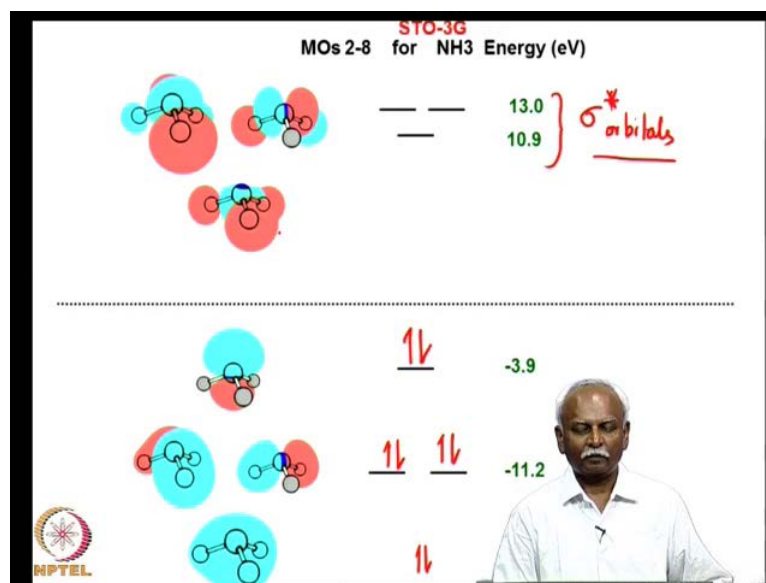 STO-3G
MOs 2-8 for NH3 Energy (eV)
13.0
10.9
σ* orbitals
-3.9
-11.2
NPTEL